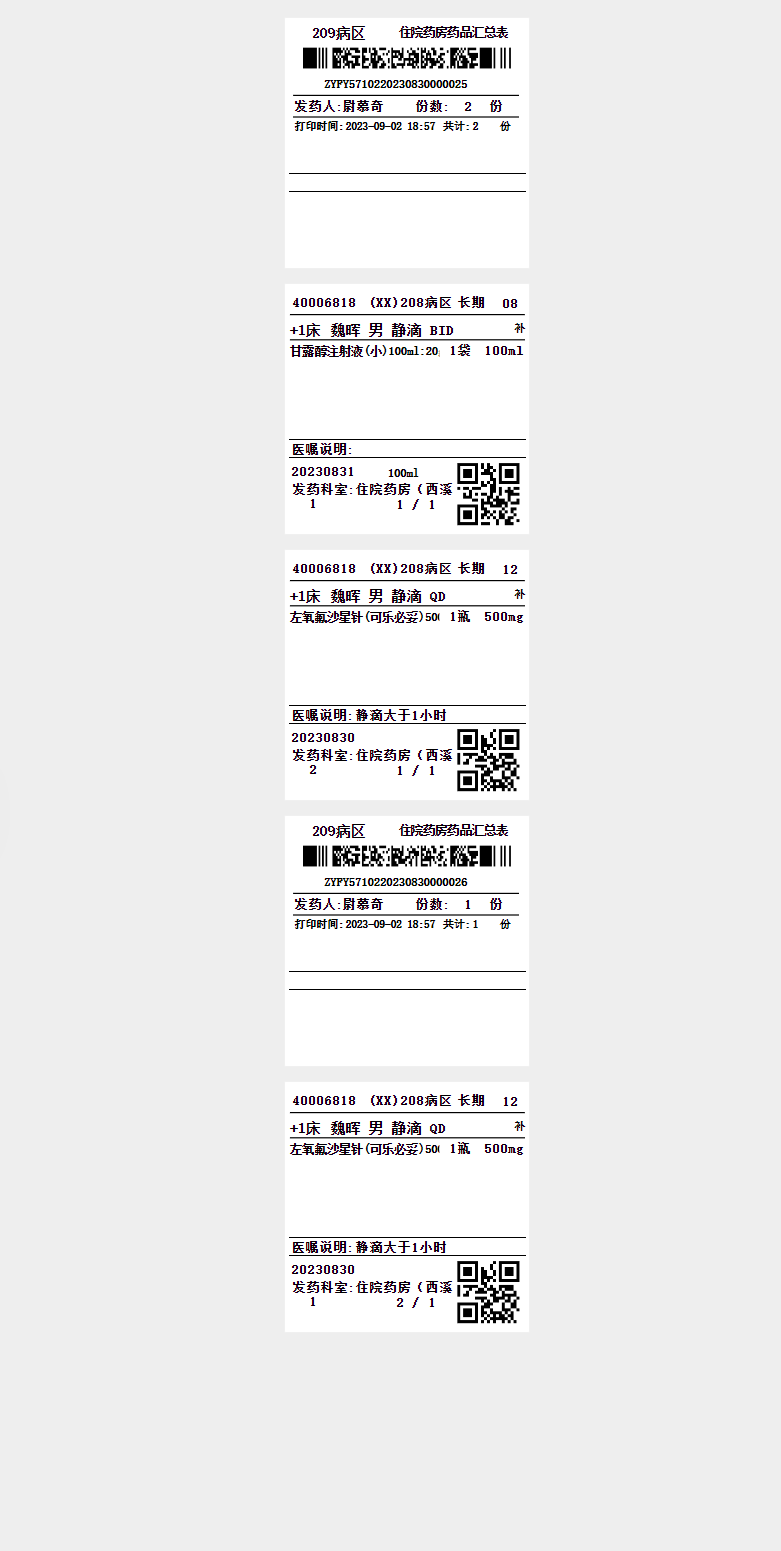 209病区 住院药房药品汇总表
ZYPY5710220230830000025
发药人:尉慕奇 份数: 2 份
打印时间:2023-09-02 18:57 共计:2 份
40006818 (XX)208病区 长期 08
+1床 魏晖 男 静滴 BID 补
甘露醇注射液(小)100ml:20 1袋 100ml
医嘱说明:
20230831 100ml
发药科室:住院药房（西溪
1 1 / 1
40006818 (XX)208病区 长期 12
+1床 魏晖 男 静滴 QD 补
左氧氟沙星针(可乐必妥)50 1瓶 500mg
医嘱说明:静滴大于1小时
20230830
发药科室:住院药房（西溪
2 1 / 1
209病区 住院药房药品汇总表
ZYPY5710220230830000026
发药人:尉慕奇 份数: 1 份
打印时间:2023-09-02 18:57 共计:1 份
40006818 (XX)208病区 长期 12
+1床 魏晖 男 静滴 QD 补
左氧氟沙星针(可乐必妥)50 1瓶 500mg
医嘱说明:静滴大于1小时
20230830
发药科室:住院药房（西溪
1 2 / 1